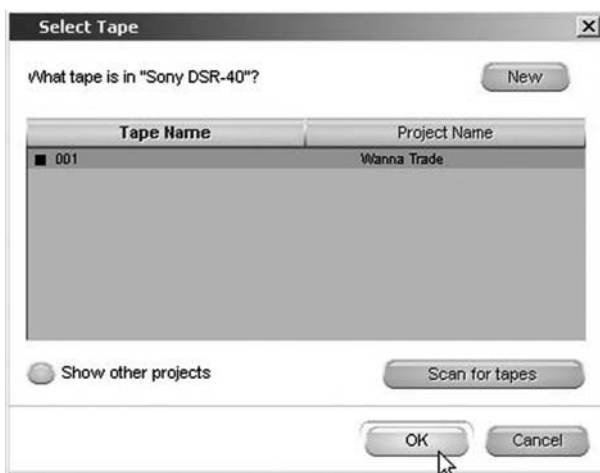 Select Tape
What tape is in "Sony DSR-40"?
New
Tape Name Project Name
001 Wanna Trade
Show other projects
Scan for tapes
OK Cancel